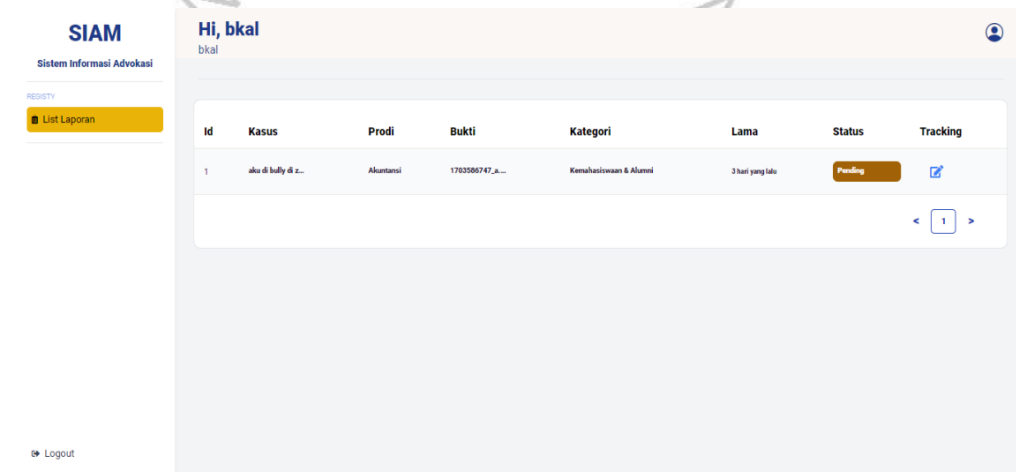 SIAM
Sistem Informasi Advokasi
REGISTY
List Laporan
Logout
Hi, bkal
bkal
Id Kasus Prodi Bukti Kategori Lama Status Tracking
1 aku di bully di z... Akuntansi 1703586747_a.... Kemahasiswaan & Alumni 3 hari yang lalu Pending
< 1 >